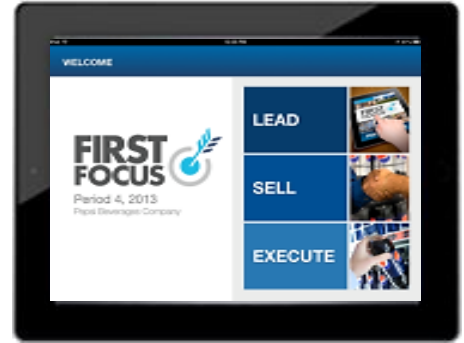 WELCOME
FIRST
FOCUS
Period 4, 2013
Pepsi Beverages Company
LEAD
SELL
EXECUTE